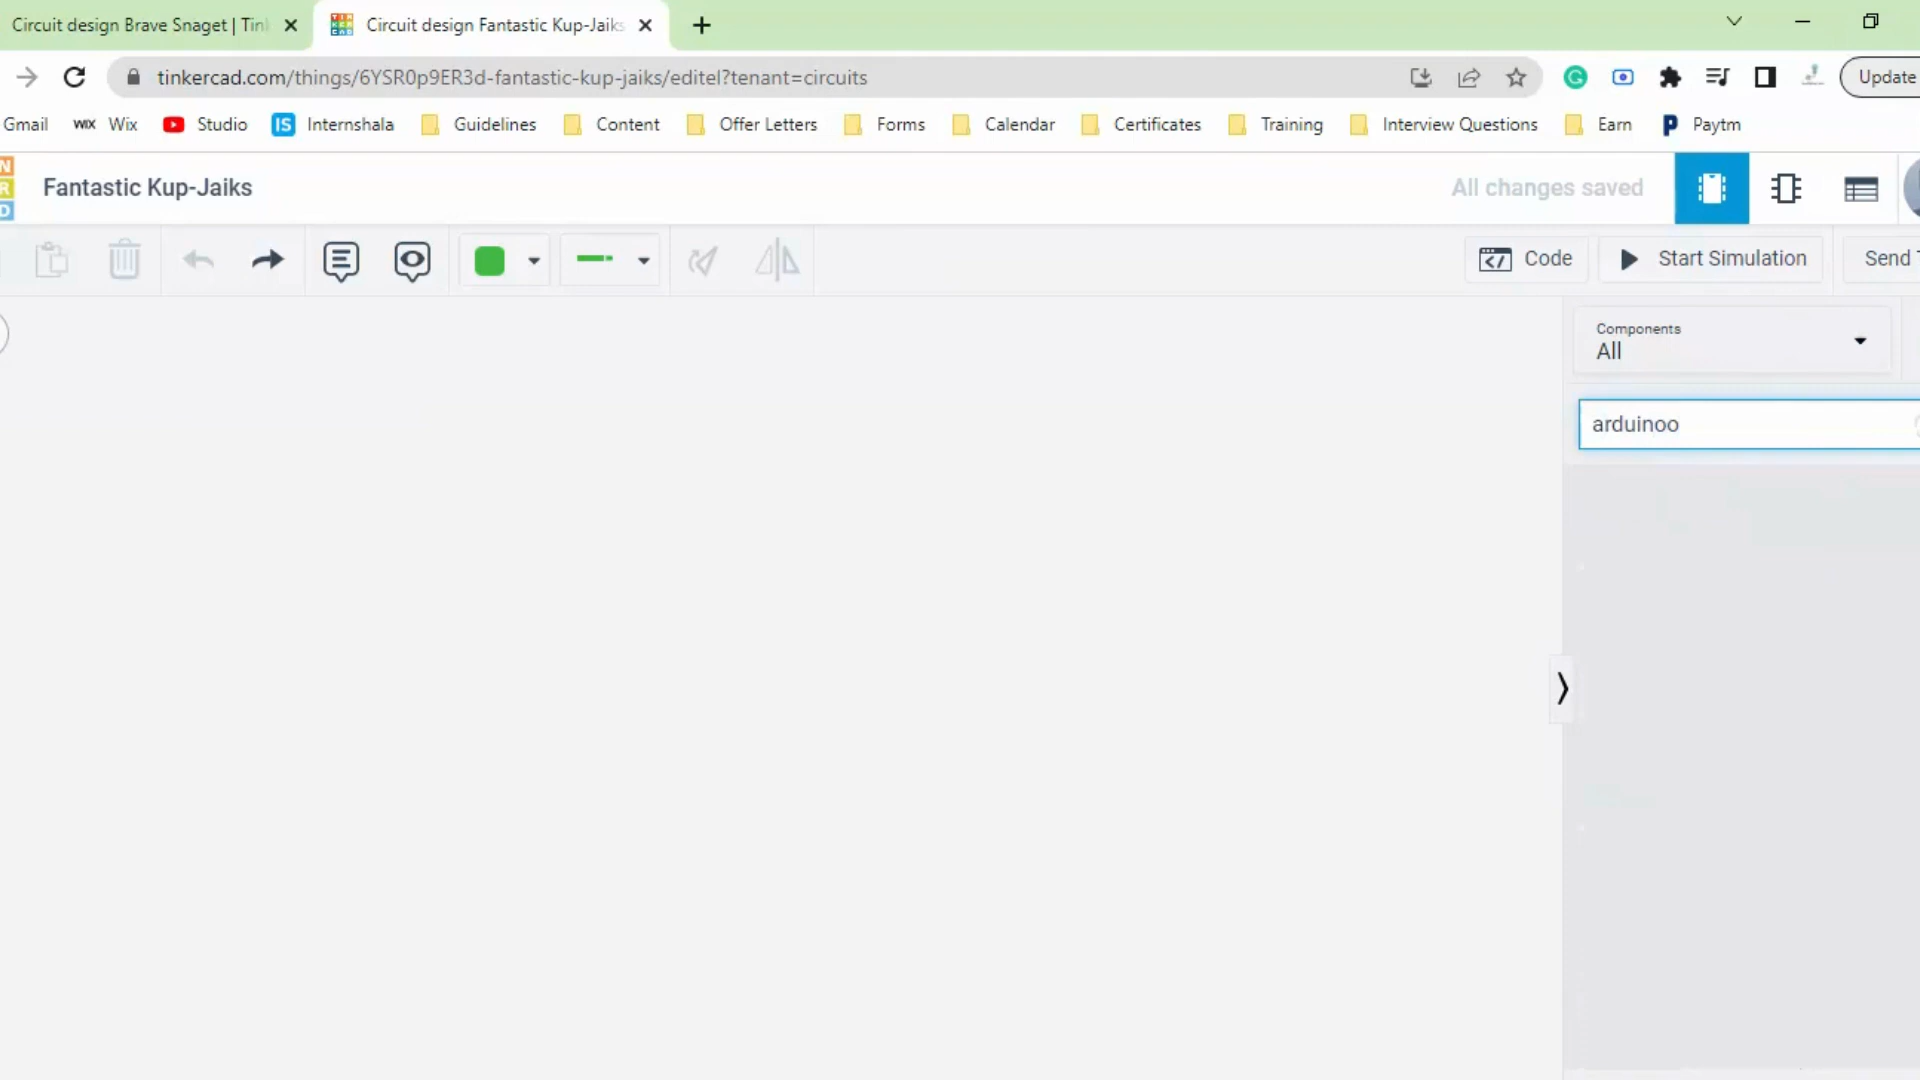 Circuit design Brave Snaget | Tin
Circuit design Fantastic Kup-Jaiks
tinkercad.com/things/6YSR0p9ER3d-fantastic-kup-jaiks/editel?tenant=circuits
Update
Gmail
WIX Wix
Studio
IS Internshala
Guidelines
Content
Offer Letters
Forms
Calendar
Certificates
Training
Interview Questions
Earn
P Paytm
N
R
D
Fantastic Kup-Jaiks
All changes saved
Code
Start Simulation
Send
Components
All
arduinoo